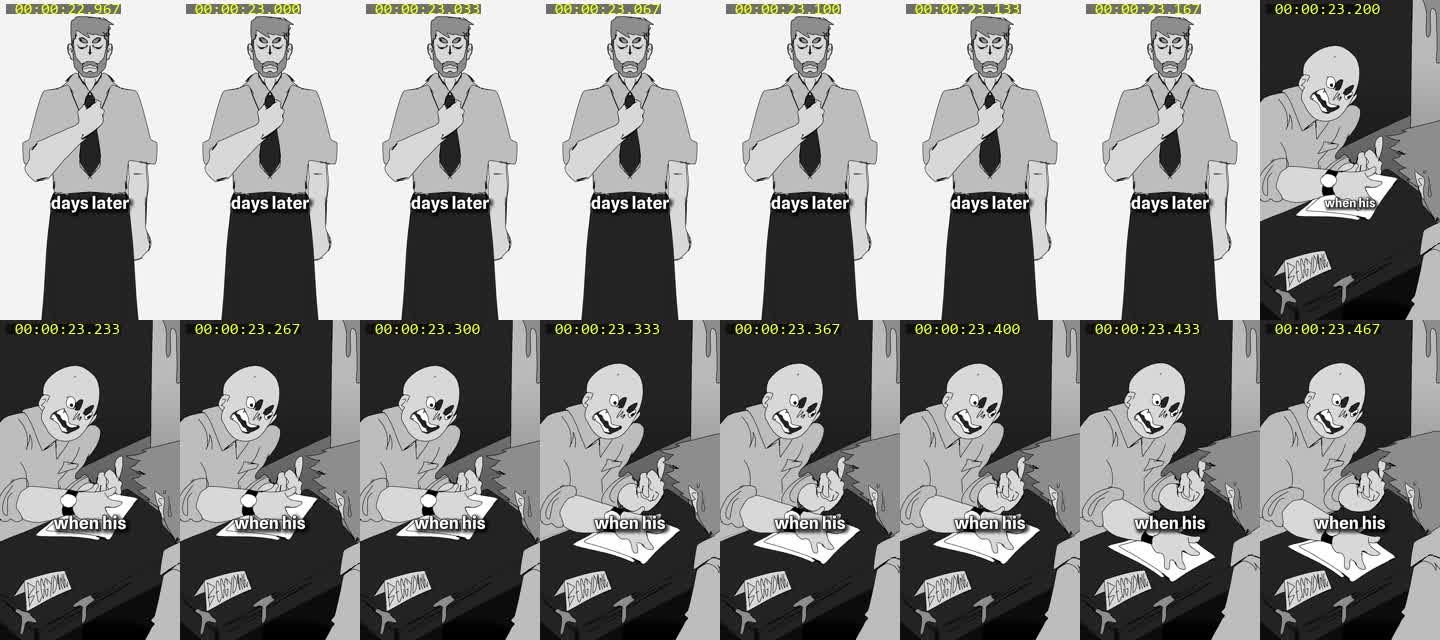 00:00:22.967 00:00:23.000 00:00:23.033 00:00:23.067 00:00:23.100 00:00:23.133 00:00:23.167 00:00:23.200
days later days later days later days later days later days later days later when his
00:00:23.233 00:00:23.267 00:00:23.300 00:00:23.333 00:00:23.367 00:00:23.400 00:00:23.433 00:00:23.467
when his when his when his when his when his when his when his when his